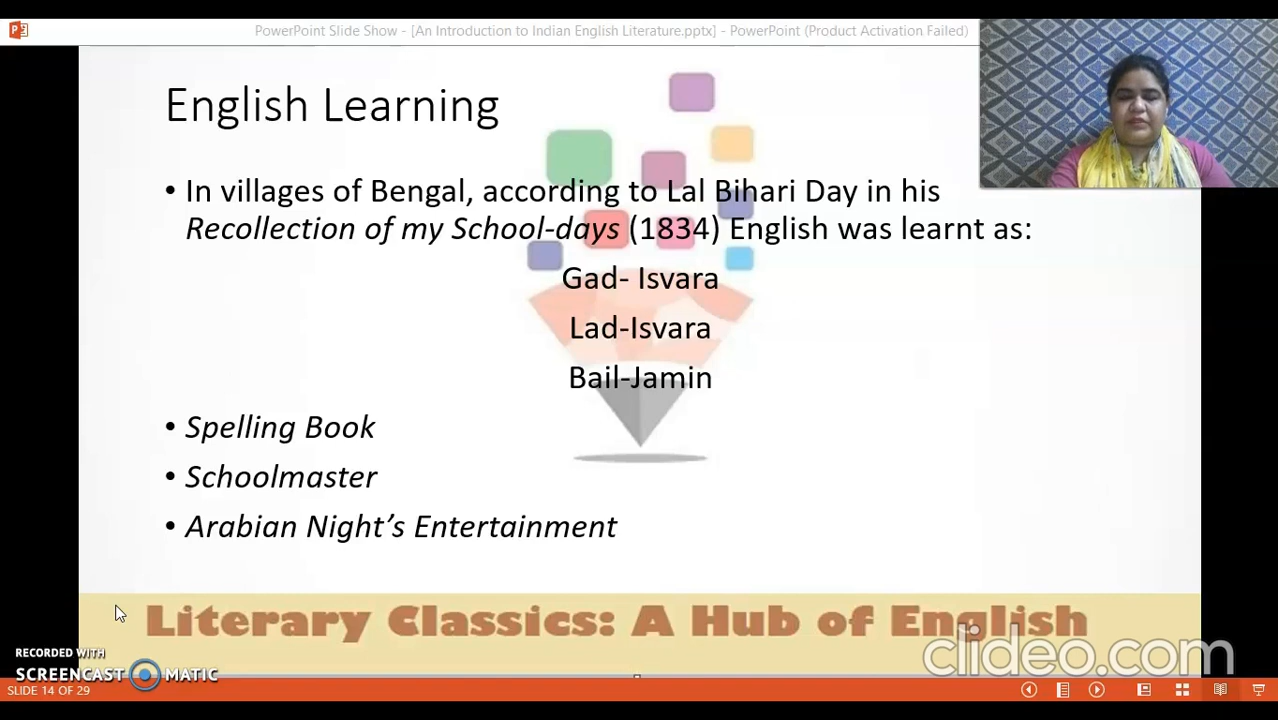 PowerPoint Slide Show - [An Introduction to Indian English Literature.pptx] - PowerPoint (Product Activation Failed)
English Learning
• In villages of Bengal, according to Lal Bihari Day in his
Recollection of my School-days (1834) English was learnt as:
Gad- Isvara
Lad-Isvara
Bail-Jamin
• Spelling Book
• Schoolmaster
• Arabian Night’s Entertainment
Literary Classics: A Hub of English
clideo.com
RECORDED WITH
SCREENCAST MATIC
SLIDE 14 OF 29